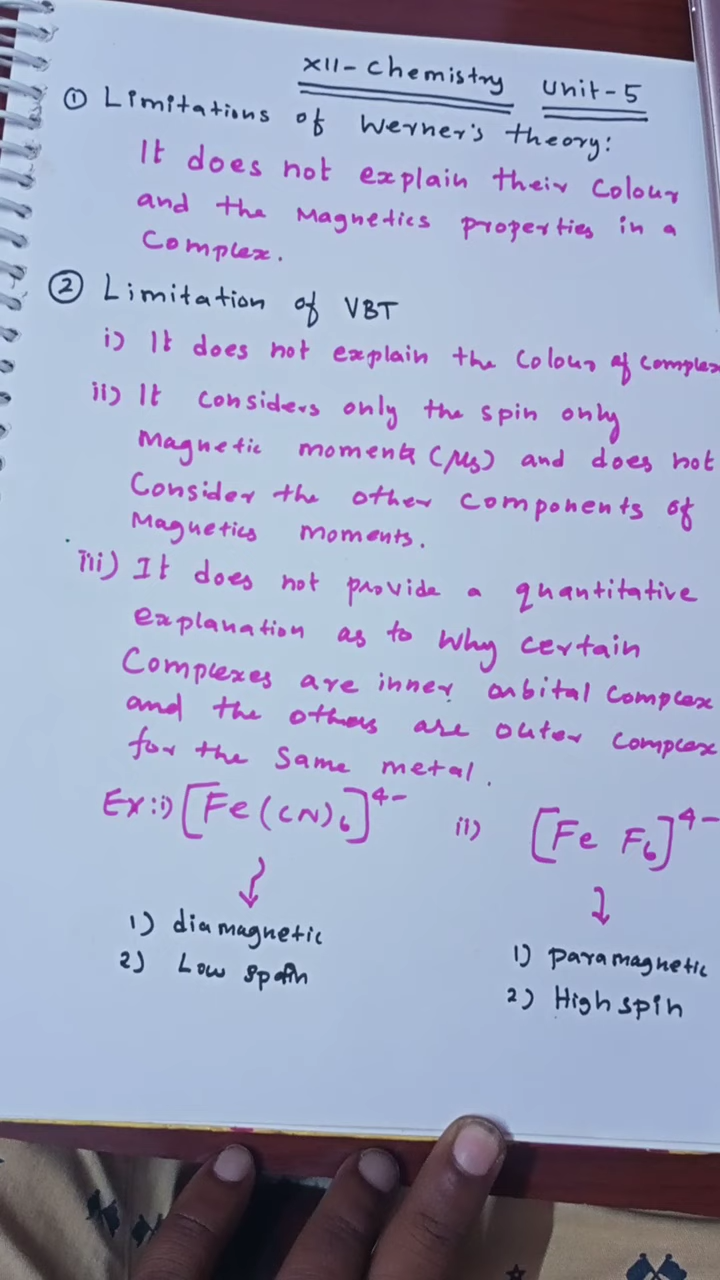 XII-Chemistry Unit-5
① Limitations of Werner's theory:
It does not explain their Colour
and the Magnetics properties in a
Complex.
② Limitation of VBT
i) It does not explain the Colour of Complex
ii) It considers only the spin only
Magnetic moments (μs) and does not
Consider the other components of
Magnetics moments.
iii) It does not provide a quantitative
explanation as to why certain
Complexes are inner orbital complex
and the others are outer complex
for the same metal.
Ex: i) [Fe(CN)6]4- ii) [Fe F6]4-
1) diamagnetic 1) paramagnetic
2) Low spin 2) High spin